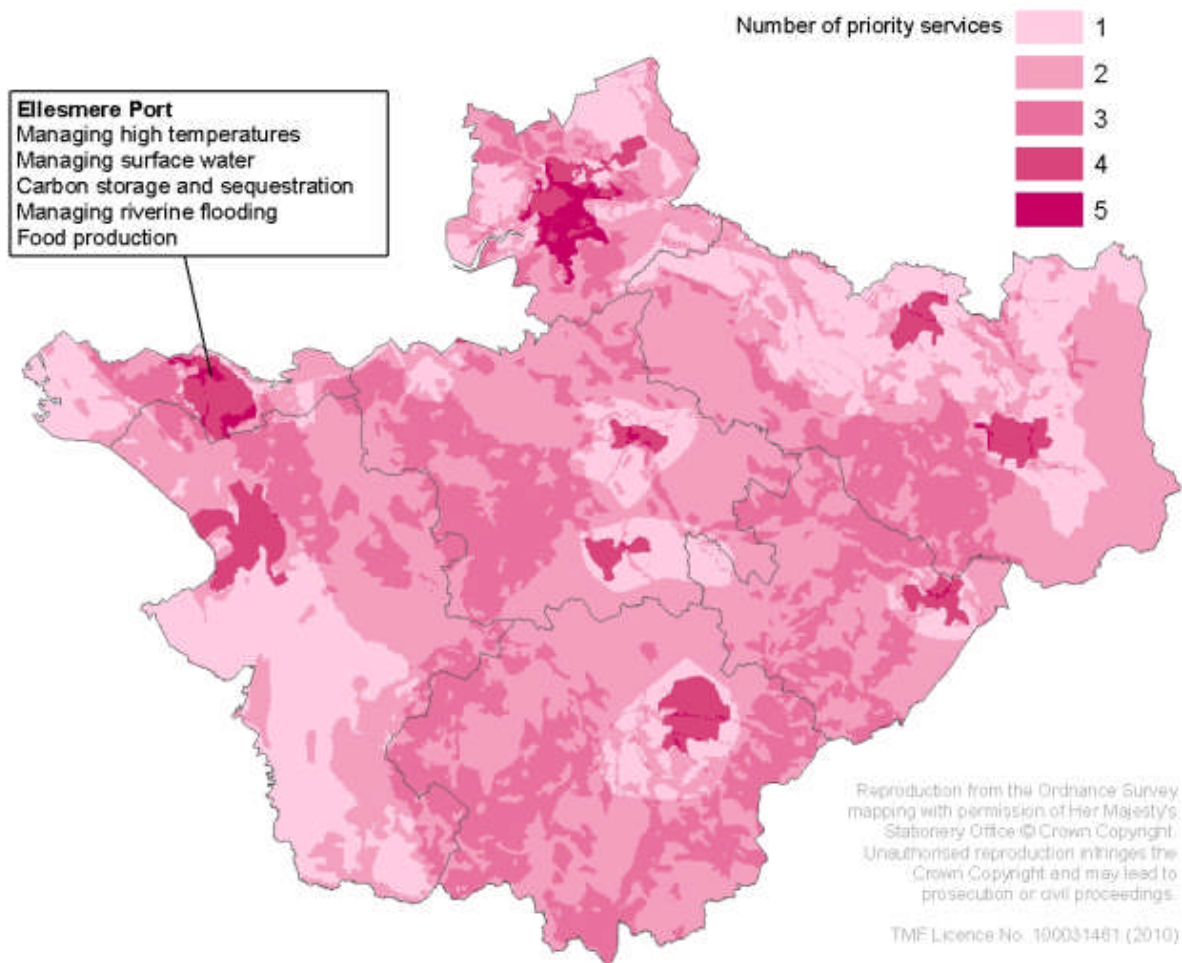 Number of priority services
1
2
3
4
5
Ellesmere Port
Managing high temperatures
Managing surface water
Carbon storage and sequestration
Managing riverine flooding
Food production
Reproduction from the Ordnance Survey
mapping with permission of Her Majesty's
Stationery Office © Crown Copyright.
Unauthorised reproduction infringes the
Crown Copyright and may lead to
prosecution or civil proceedings.
TMF Licence No. 100031461 (2010)